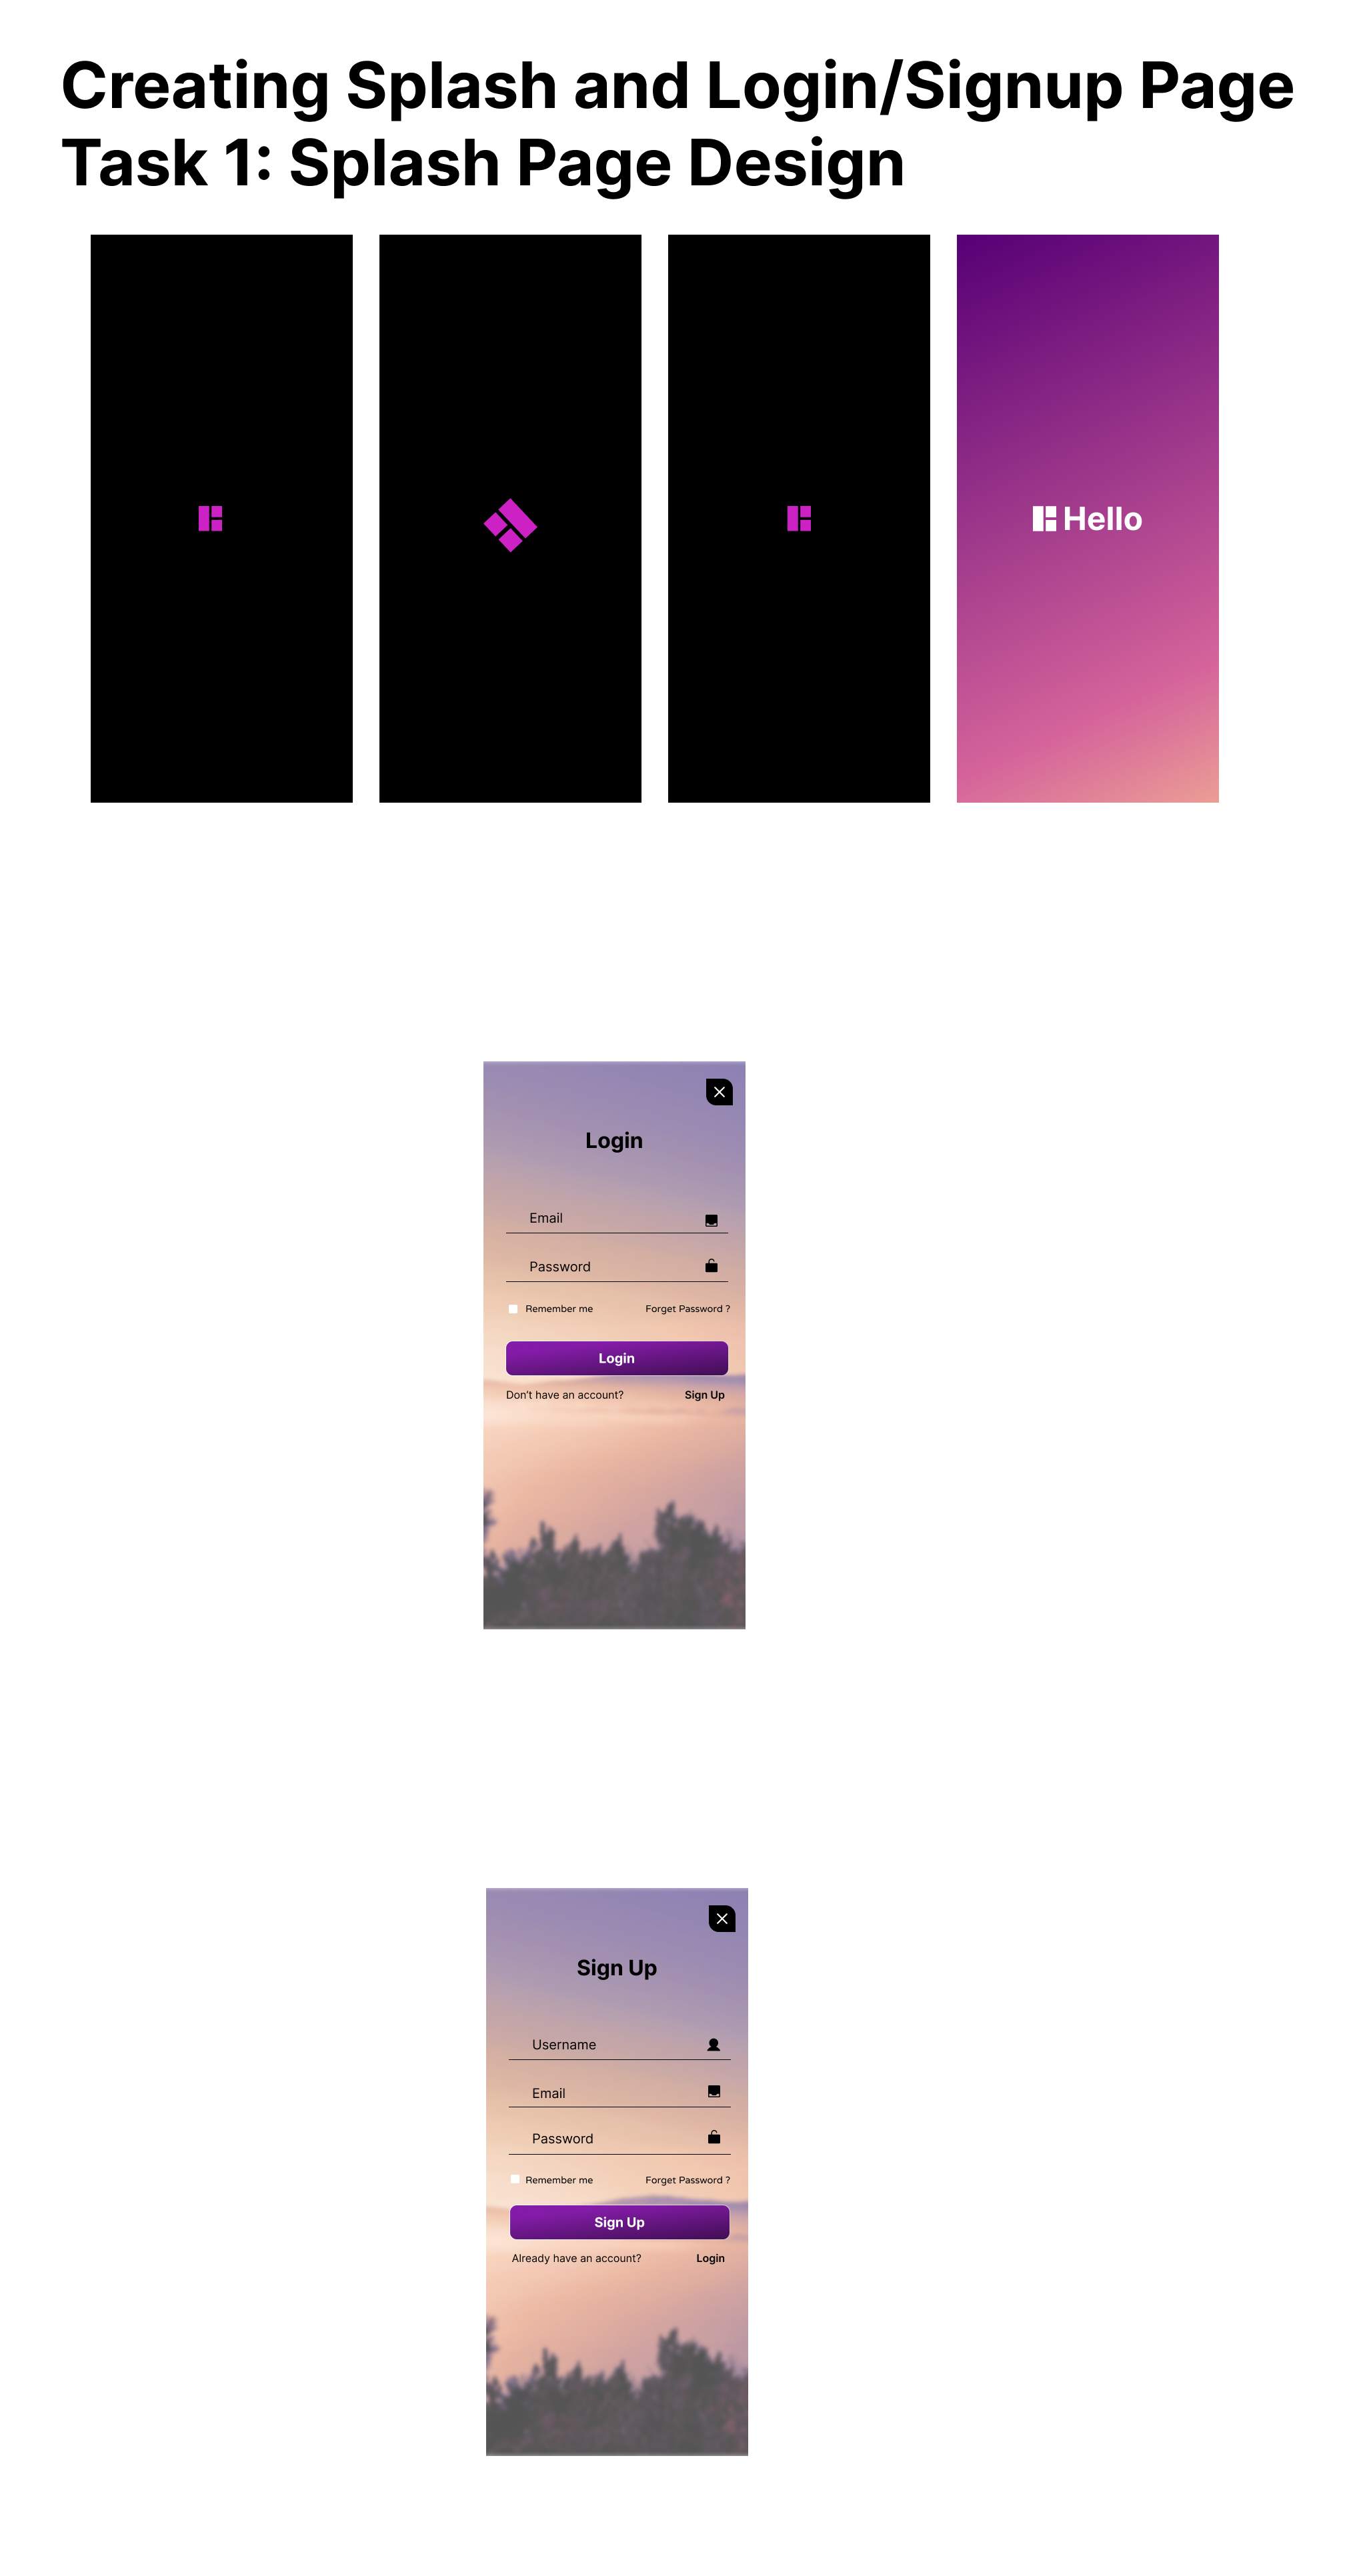 Creating Splash and Login/Signup Page
Task 1: Splash Page Design
Hello
Login
Email
Password
Remember me
Forget Password ?
Login
Don't have an account?
Sign Up
Sign Up
Username
Email
Password
Remember me
Forget Password ?
Sign Up
Already have an account?
Login